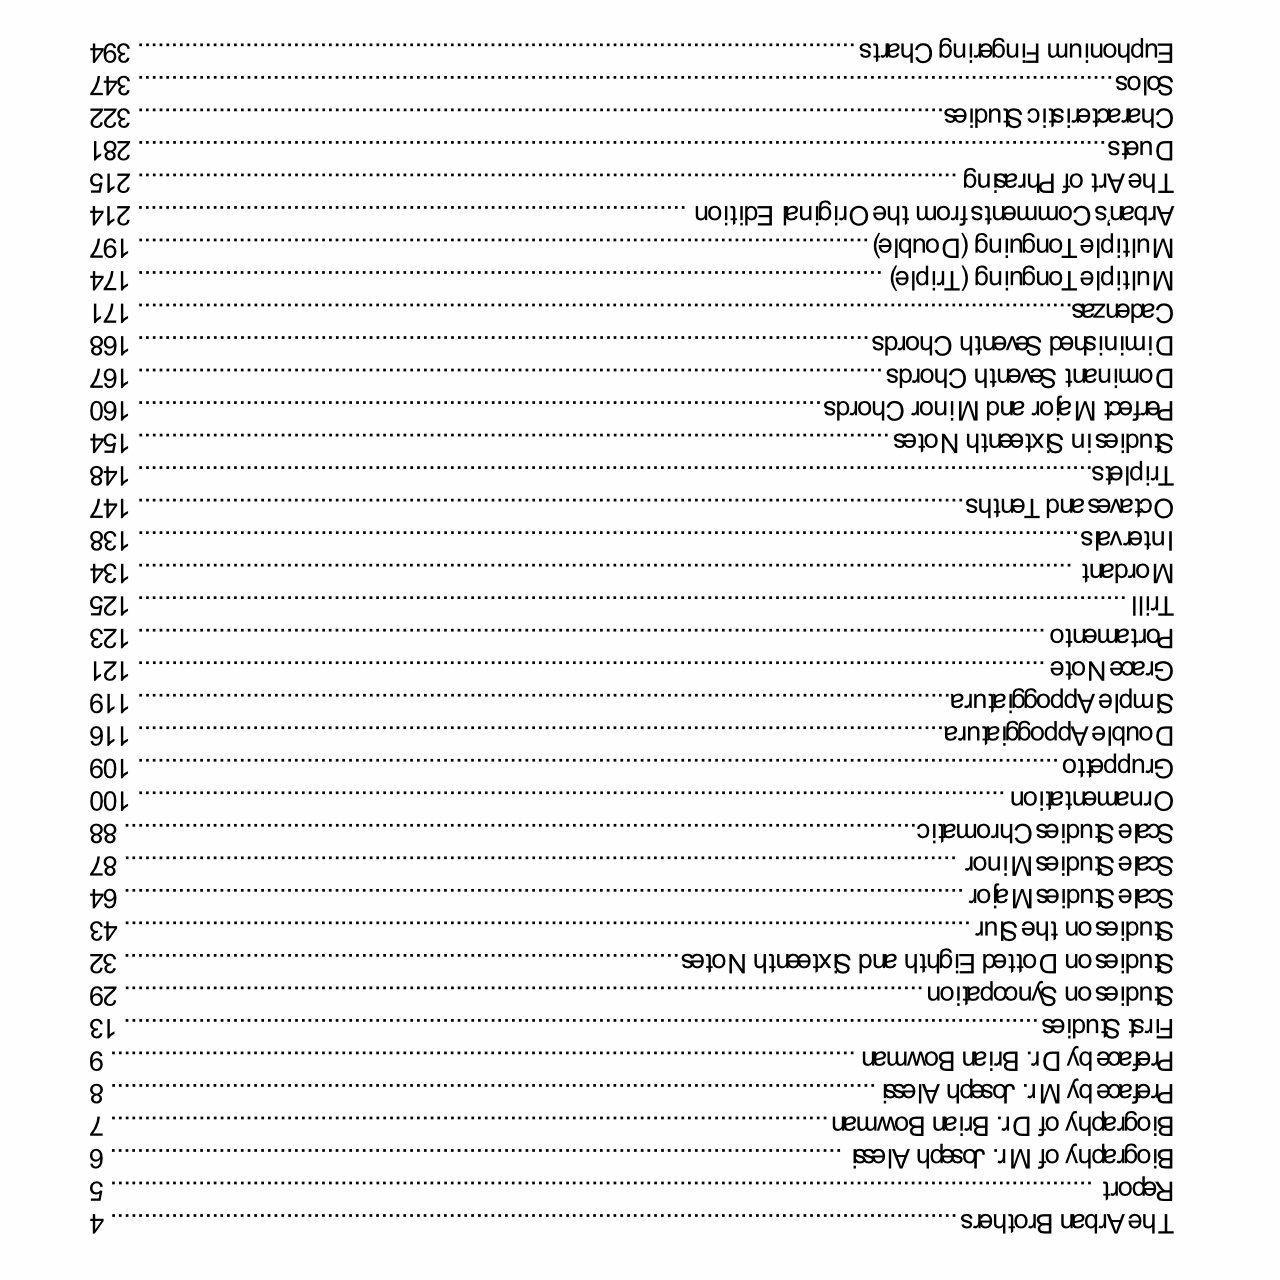 The Arban Brothers 4
Report 5
Biography of Mr. Joseph Alessi 6
Biography of Dr. Brian Bowman 7
Preface by Mr. Joseph Alessi 8
Preface by Dr. Brian Bowman 9
First Studies 13
Studies on Syncopation 29
Studies on Dotted Eighth and Sixteenth Notes 32
Studies on the Slur 43
Scale Studies Major 64
Scale Studies Minor 87
Scale Studies Chromatic 88
Ornamentation 100
Gruppetto 109
Double Appoggiatura 116
Simple Appoggiatura 119
Grace Note 121
Portamento 123
Trill 125
Mordant 134
Intervals 138
Octaves and Tenths 147
Triplets 148
Studies in Sixteenth Notes 154
Perfect Major and Minor Chords 160
Dominant Seventh Chords 167
Diminished Seventh Chords 168
Cadenzas 171
Multiple Tonguing (Triple) 174
Multiple Tonguing (Double) 197
Arban's Comments from the Original Edition 214
The Art of Phrasing 215
Duets 281
Characteristic Studies 322
Solos 347
Euphonium Fingering Charts 394